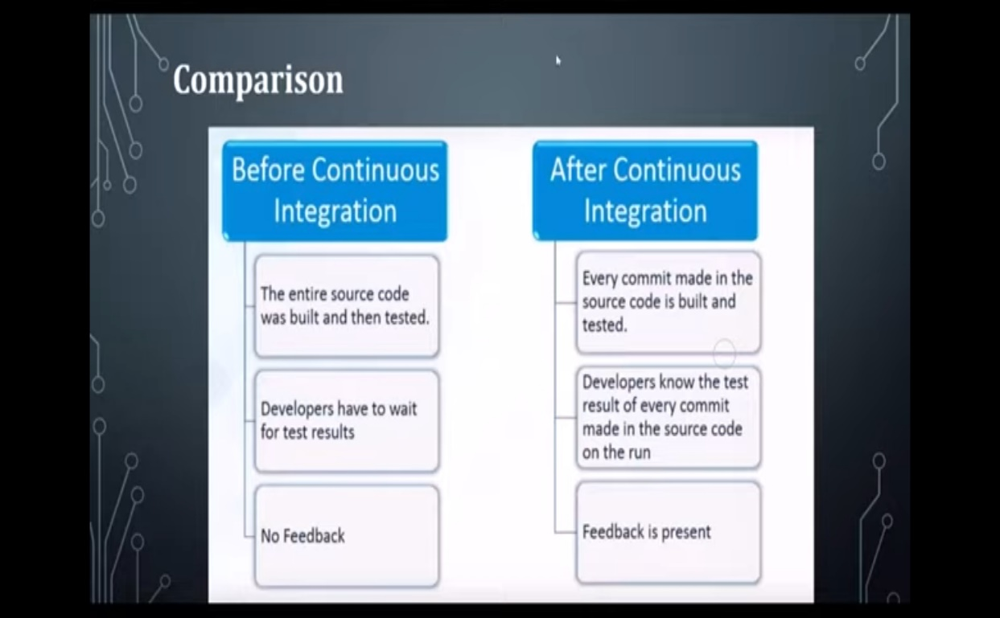 Comparison
Before Continuous
Integration
The entire source code
was built and then tested.
Developers have to wait
for test results
No Feedback
After Continuous
Integration
Every commit made in the
source code is built and
tested.
Developers know the test
result of every commit
made in the source code
on the run
Feedback is present